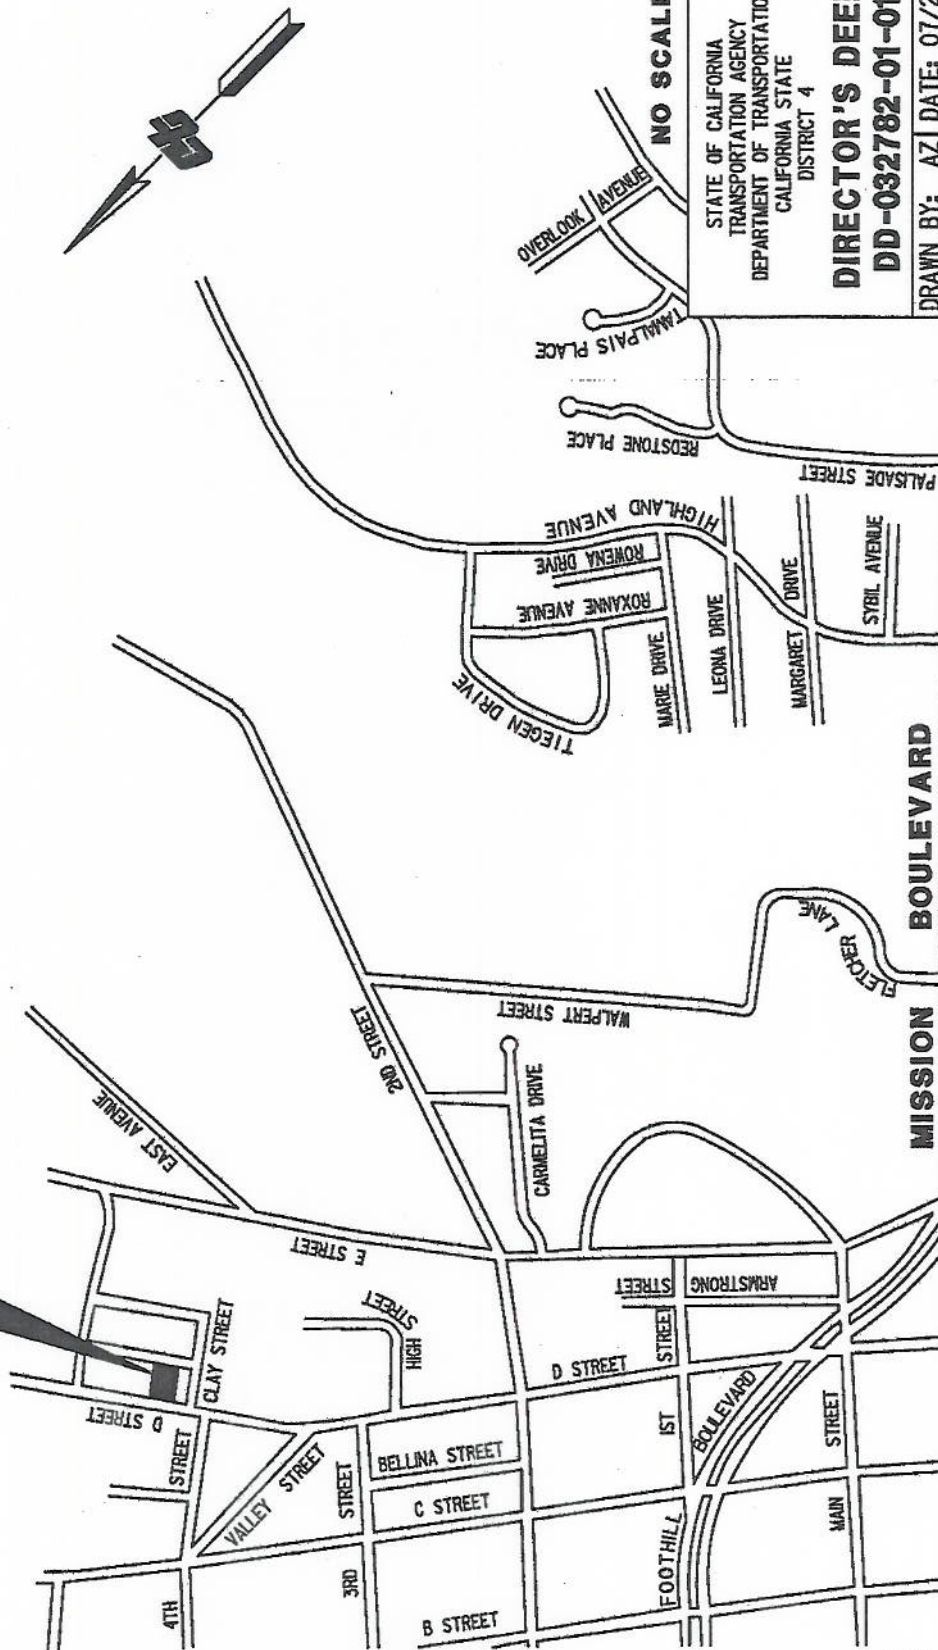 NO SCALE
STATE OF CALIFORNIA
TRANSPORTATION AGENCY
DEPARTMENT OF TRANSPORTATIO
CALIFORNIA STATE
DISTRICT 4
DIRECTOR'S DEE
DD-032782-01-01
DRAWN BY: AZ DATE: 07/2
OVERLOOK AVENUE
TAMALPAIS PLACE
REDSTONE PLACE
PALISADE STREET
HIGHLAND AVENUE
ROWENA DRIVE
ROXANNE AVENUE
TIEGEN DRIVE
MARIE DRIVE
LEONA DRIVE
MARGARET DRIVE
SYBIL AVENUE
MISSION BOULEVARD
FLETCHER LANE
WALPERT STREET
2ND STREET
CARMELITA DRIVE
EAST AVENUE
E STREET
ARMSTRONG STREET
HIGH STREET
CLAY STREET
D STREET
D STREET
1ST STREET
FOOTHILL BOULEVARD
MAIN STREET
BELLINA STREET
C STREET
VALLEY STREET
3RD STREET
4TH STREET
B STREET